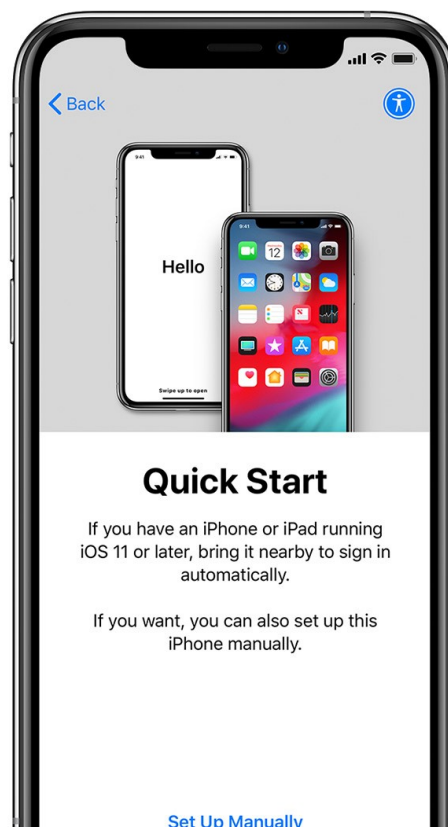 Back
9:41
Hello
Swipe up to open
9:41
12
Quick Start
If you have an iPhone or iPad running
iOS 11 or later, bring it nearby to sign in
automatically.
If you want, you can also set up this
iPhone manually.
Set Up Manually